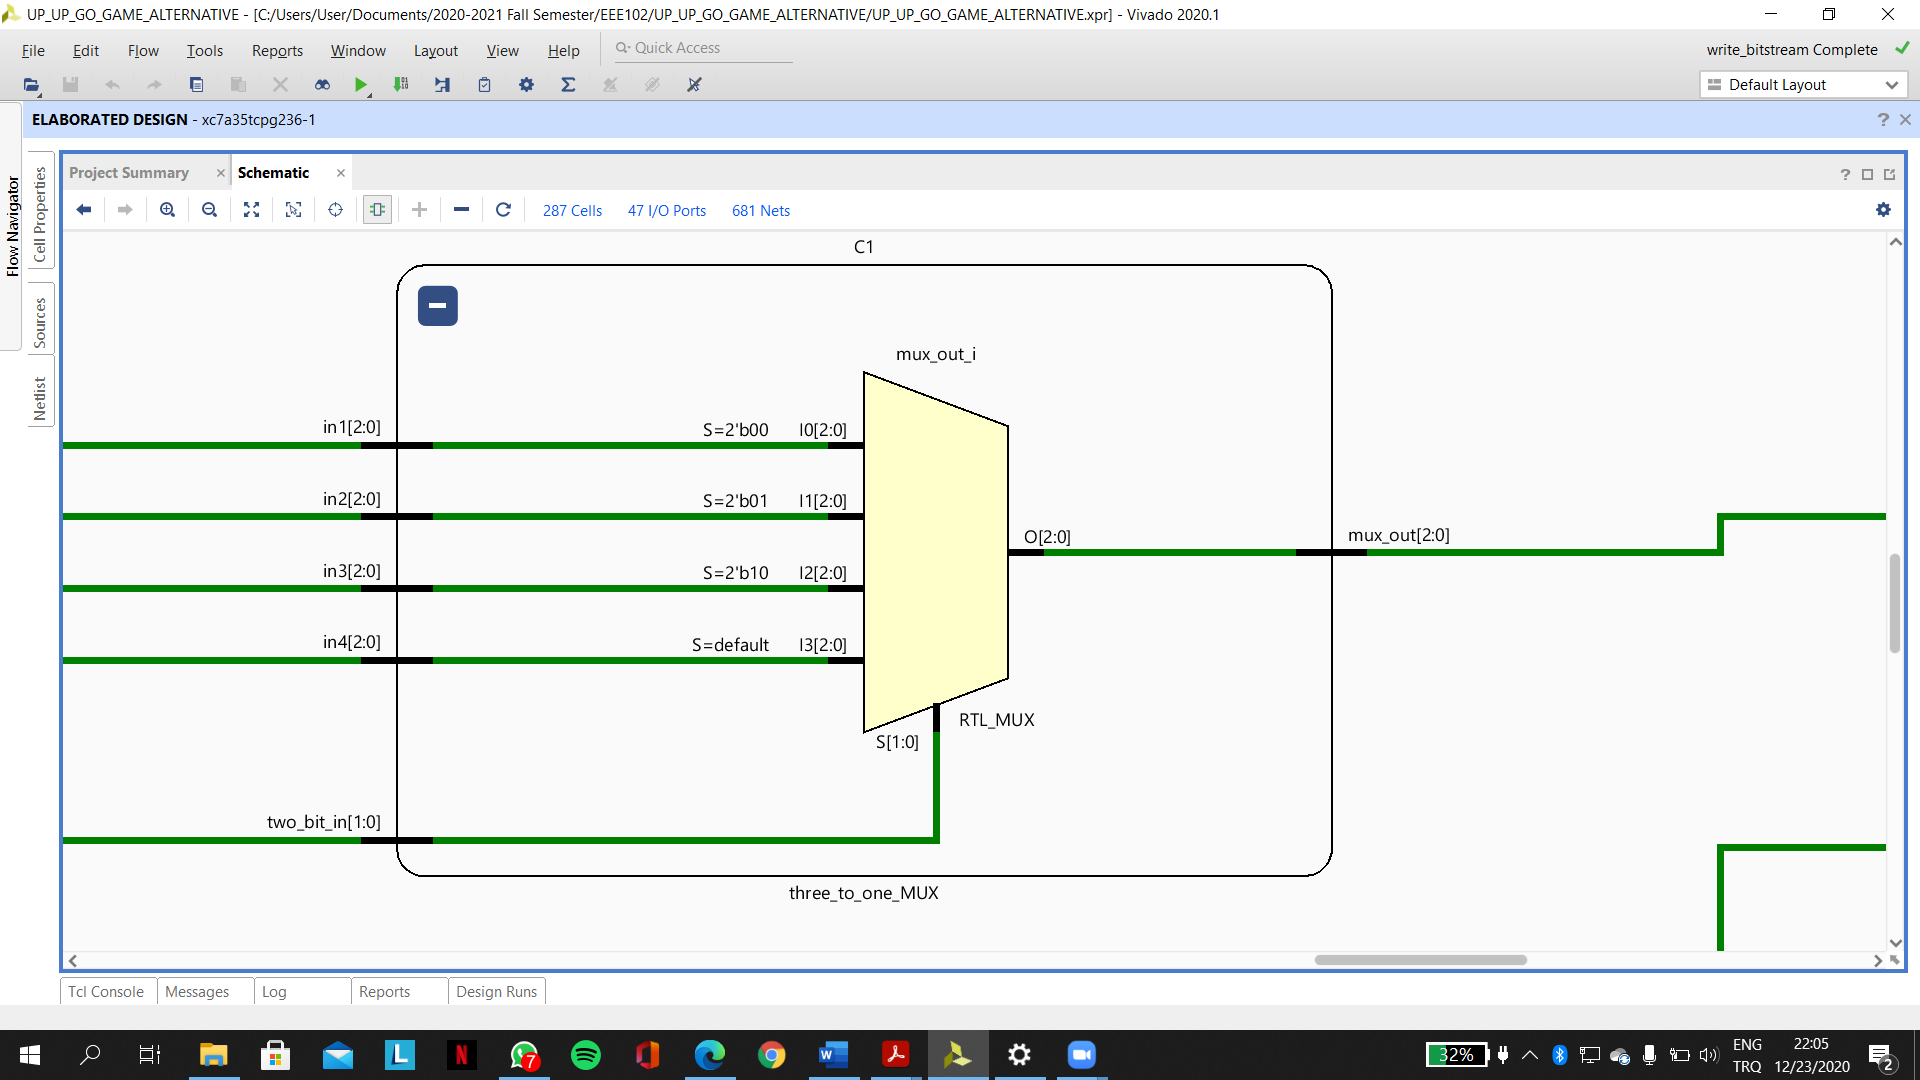 UP_UP_GO_GAME_ALTERNATIVE - [C:/Users/User/Documents/2020-2021 Fall Semester/EEE102/UP_UP_GO_GAME_ALTERNATIVE/UP_UP_GO_GAME_ALTERNATIVE.xpr] - Vivado 2020.1
File Edit Flow Tools Reports Window Layout View Help Quick Access
write_bitstream Complete
Default Layout
ELABORATED DESIGN - xc7a35tcpg236-1
Flow Navigator
Cell Properties
Sources
Netlist
Project Summary
Schematic
287 Cells 47 I/O Ports 681 Nets
C1
mux_out_i
in1[2:0] S=2'b00 I0[2:0]
in2[2:0] S=2'b01 I1[2:0]
O[2:0] mux_out[2:0]
in3[2:0] S=2'b10 I2[2:0]
in4[2:0] S=default I3[2:0]
RTL_MUX
S[1:0]
two_bit_in[1:0]
three_to_one_MUX
Tcl Console Messages Log Reports Design Runs
7
32%
ENG
TRQ
22:05
12/23/2020
2